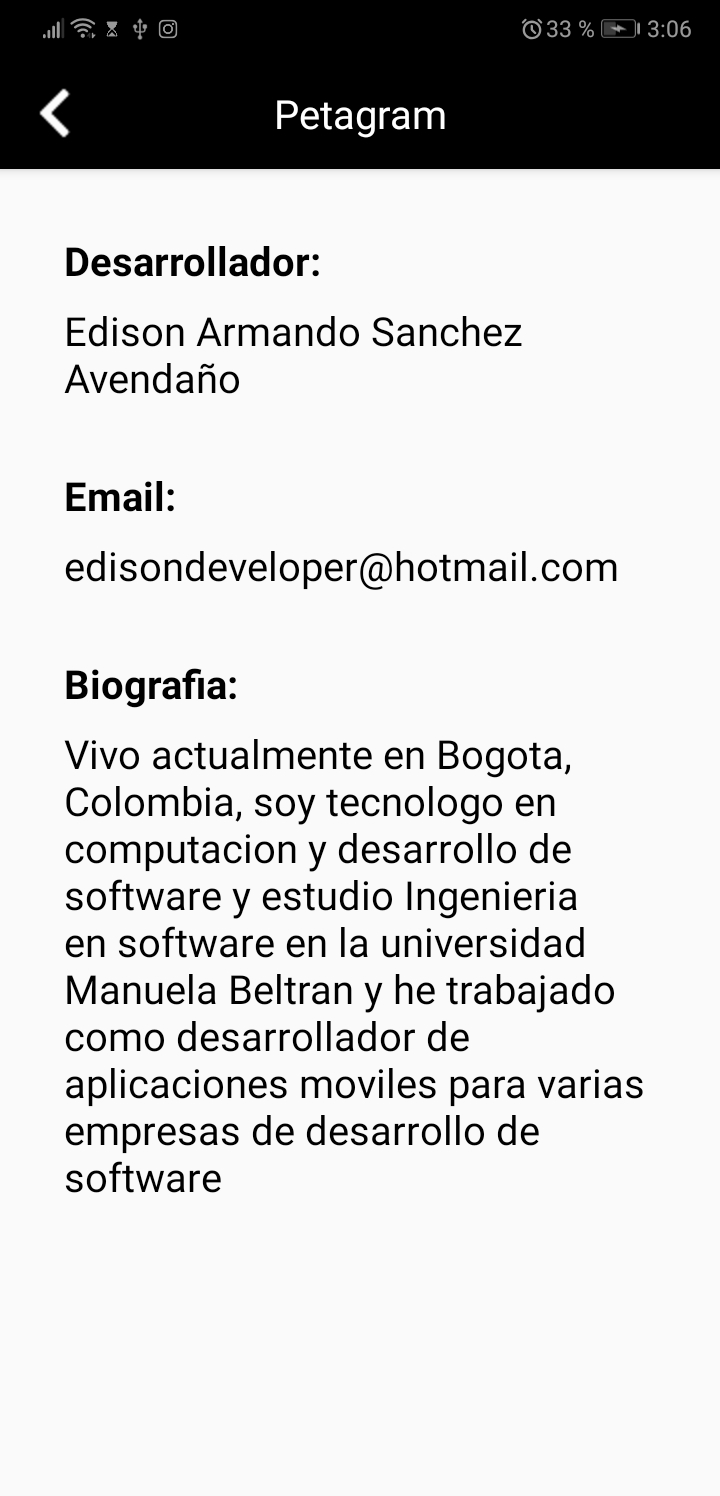 33 % 3:06
Petagram
Desarrollador:
Edison Armando Sanchez
Avendaño
Email:
edisondeveloper@hotmail.com
Biografia:
Vivo actualmente en Bogota,
Colombia, soy tecnologo en
computacion y desarrollo de
software y estudio Ingenieria
en software en la universidad
Manuela Beltran y he trabajado
como desarrollador de
aplicaciones moviles para varias
empresas de desarrollo de
software